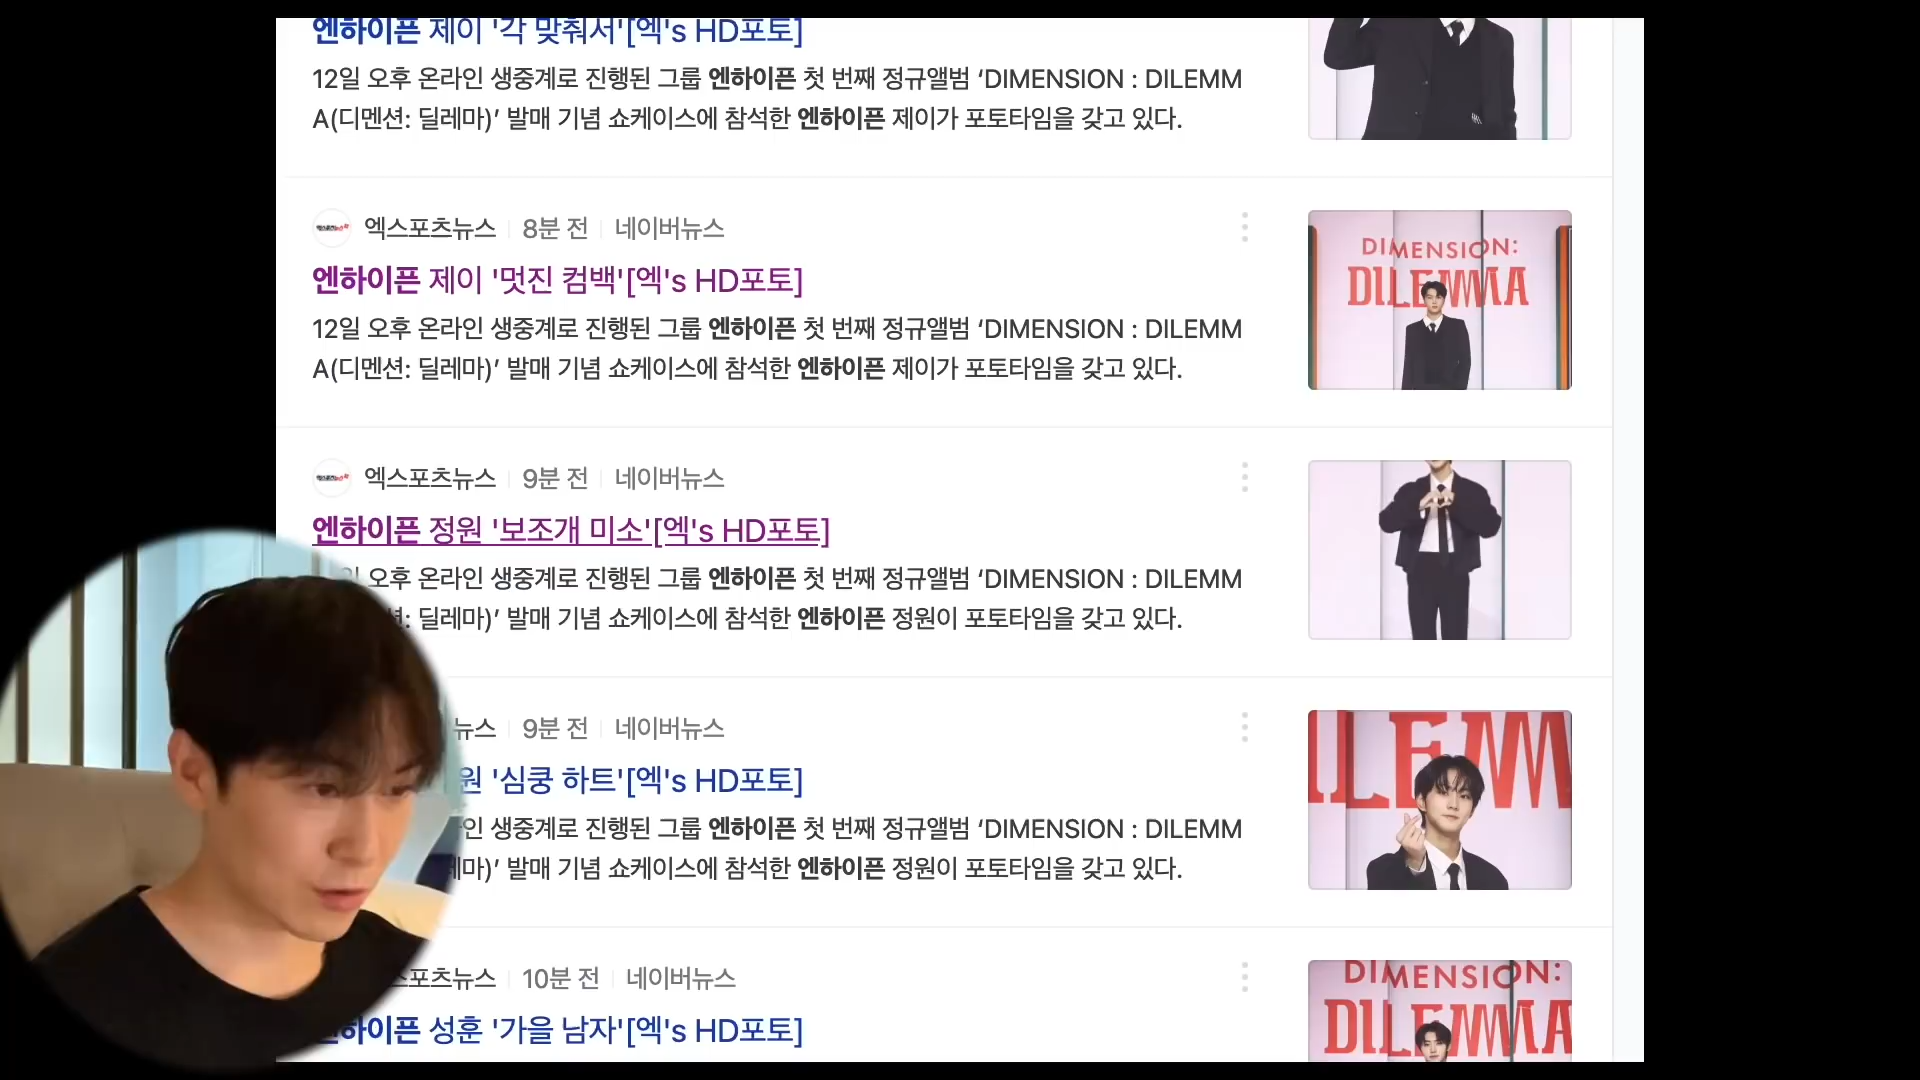 엔하이픈 제이 '각 맞춰서'[엑's HD포토]
12일 오후 온라인 생중계로 진행된 그룹 엔하이픈 첫 번째 정규앨범 ‘DIMENSION : DILEMM
A(디멘션: 딜레마)’ 발매 기념 쇼케이스에 참석한 엔하이픈 제이가 포토타임을 갖고 있다.
엑스포츠뉴스 8분 전 네이버뉴스
엔하이픈 제이 '멋진 컴백'[엑's HD포토]
12일 오후 온라인 생중계로 진행된 그룹 엔하이픈 첫 번째 정규앨범 ‘DIMENSION : DILEMM
A(디멘션: 딜레마)’ 발매 기념 쇼케이스에 참석한 엔하이픈 제이가 포토타임을 갖고 있다.
DIMENSION:
DILEMMA
엑스포츠뉴스 9분 전 네이버뉴스
엔하이픈 정원 '보조개 미소'[엑's HD포토]
오후 온라인 생중계로 진행된 그룹 엔하이픈 첫 번째 정규앨범 ‘DIMENSION : DILEMM
션: 딜레마)’ 발매 기념 쇼케이스에 참석한 엔하이픈 정원이 포토타임을 갖고 있다.
뉴스 9분 전 네이버뉴스
원 '심쿵 하트'[엑's HD포토]
인 생중계로 진행된 그룹 엔하이픈 첫 번째 정규앨범 ‘DIMENSION : DILEMM
레마)’ 발매 기념 쇼케이스에 참석한 엔하이픈 정원이 포토타임을 갖고 있다.
ILEMM
스포츠뉴스 10분 전 네이버뉴스
엔하이픈 성훈 '가을 남자'[엑's HD포토]
DIMENSION:
DILEMMA